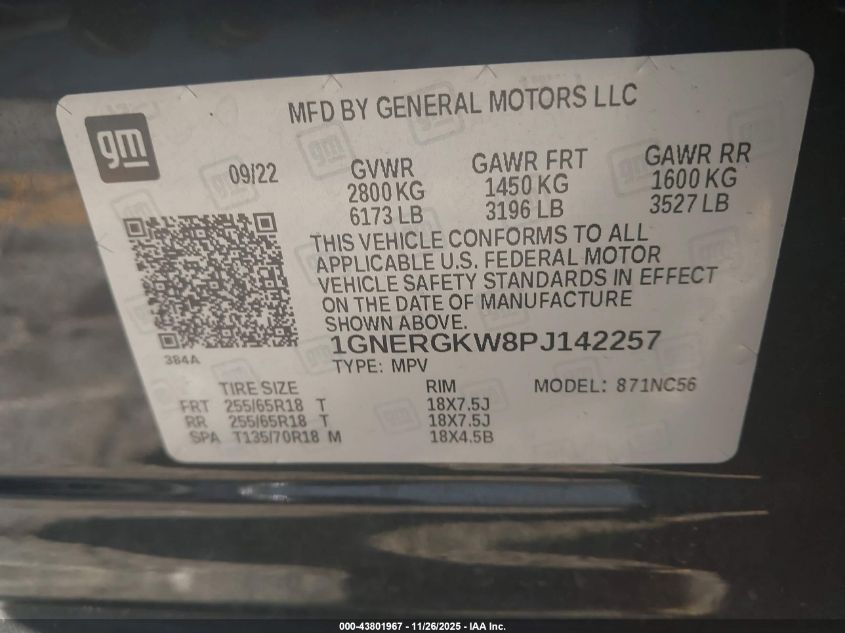 MFD BY GENERAL MOTORS LLC
gm
09/22
GVWR GAWR FRT GAWR RR
2800 KG 1450 KG 1600 KG
6173 LB 3196 LB 3527 LB
THIS VEHICLE CONFORMS TO ALL
APPLICABLE U.S. FEDERAL MOTOR
VEHICLE SAFETY STANDARDS IN EFFECT
ON THE DATE OF MANUFACTURE
SHOWN ABOVE.
384A
1GNERGKW8PJ142257
TYPE: MPV
TIRE SIZE RIM MODEL: 871NC56
FRT 255/65R18 T 18X7.5J
RR 255/65R18 T 18X7.5J
SPA T135/70R18 M 18X4.5B
000-43801967 - 11/26/2025 - IAA Inc.